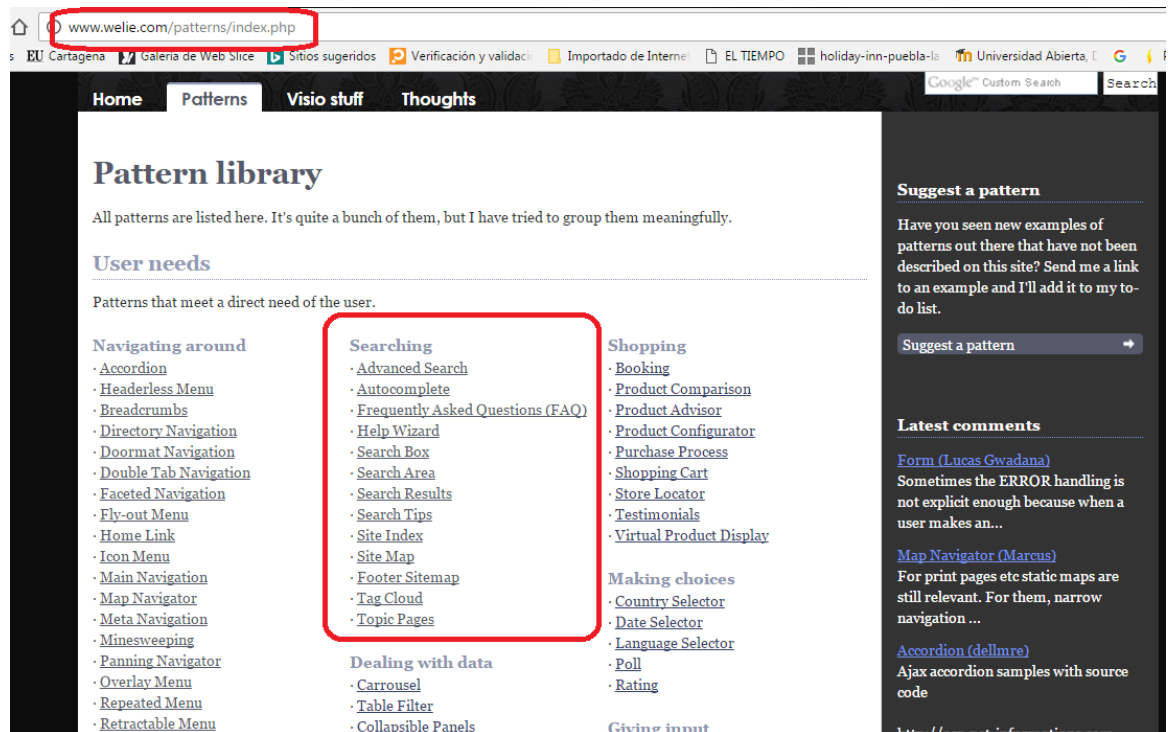 www.welie.com/patterns/index.php
s EU Cartagena Galería de Web Slice Sitios sugeridos Verificación y validaci Importado de Interne EL TIEMPO holiday-inn-puebla-la Universidad Abierta, D G
Home Patterns Visio stuff Thoughts
Google™ Custom Search Search
Pattern library
All patterns are listed here. It's quite a bunch of them, but I have tried to group them meaningfully.
User needs
Patterns that meet a direct need of the user.
Navigating around
· Accordion
· Headerless Menu
· Breadcrumbs
· Directory Navigation
· Doormat Navigation
· Double Tab Navigation
· Faceted Navigation
· Fly-out Menu
· Home Link
· Icon Menu
· Main Navigation
· Map Navigator
· Meta Navigation
· Minesweeping
· Panning Navigator
· Overlay Menu
· Repeated Menu
· Retractable Menu
Searching
· Advanced Search
· Autocomplete
· Frequently Asked Questions (FAQ)
· Help Wizard
· Search Box
· Search Area
· Search Results
· Search Tips
· Site Index
· Site Map
· Footer Sitemap
· Tag Cloud
· Topic Pages
Dealing with data
· Carrousel
· Table Filter
· Collapsible Panels
Shopping
· Booking
· Product Comparison
· Product Advisor
· Product Configurator
· Purchase Process
· Shopping Cart
· Store Locator
· Testimonials
· Virtual Product Display
Making choices
· Country Selector
· Date Selector
· Language Selector
· Poll
· Rating
Giving input
Suggest a pattern
Have you seen new examples of
patterns out there that have not been
described on this site? Send me a link
to an example and I'll add it to my to-
do list.
Suggest a pattern
Latest comments
Form (Lucas Gwadana)
Sometimes the ERROR handling is
not explicit enough because when a
user makes an...
Map Navigator (Marcus)
For print pages etc static maps are
still relevant. For them, narrow
navigation ...
Accordion (dellmre)
Ajax accordion samples with source
code